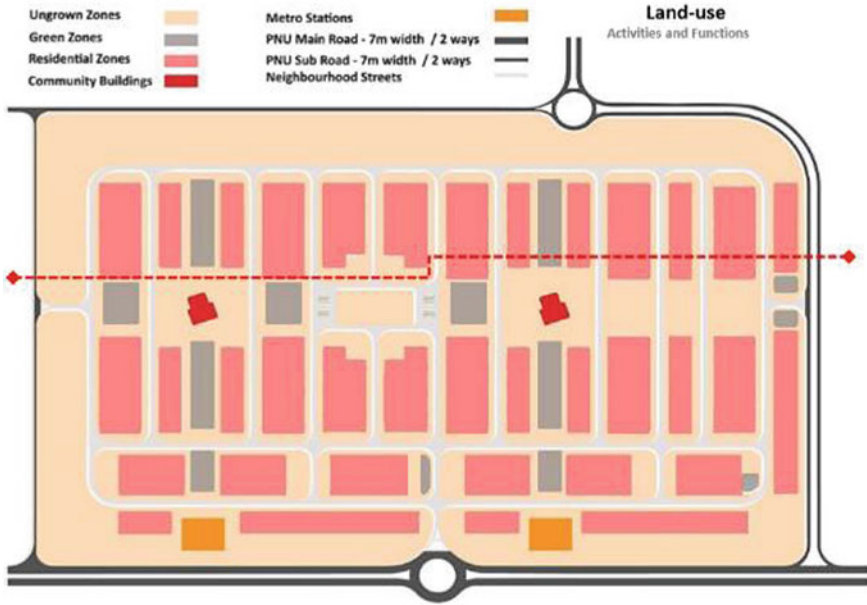 Ungrown Zones
Green Zones
Residential Zones
Community Buildings
Metro Stations
PNU Main Road - 7m width / 2 ways
PNU Sub Road - 7m width / 2 ways
Neighbourhood Streets
Land-use
Activities and Functions